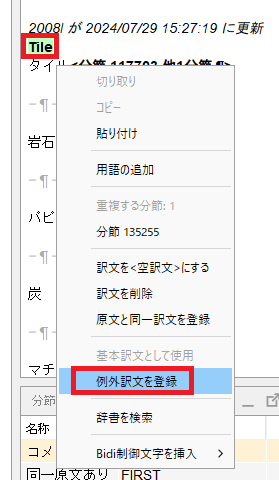 2008| が 2024/07/29 15:27:19 に更新
Tile
タイル<分節 117783 他1分節 ¶>
切り取り
- ¶ -
コピー
岩石
貼り付け
用語の追加
- ¶ -
重複する分節: 1
パビ
分節 135255
- ¶ -
訳文を<空訳文>にする
炭
訳文を削除
原文と同一訳文を登録
- ¶ -
基本訳文として使用
マチ
例外訳文を登録
分節
辞書を検索
名称
コメ
Bidi制御文字を挿入
同一原文あり FIRST